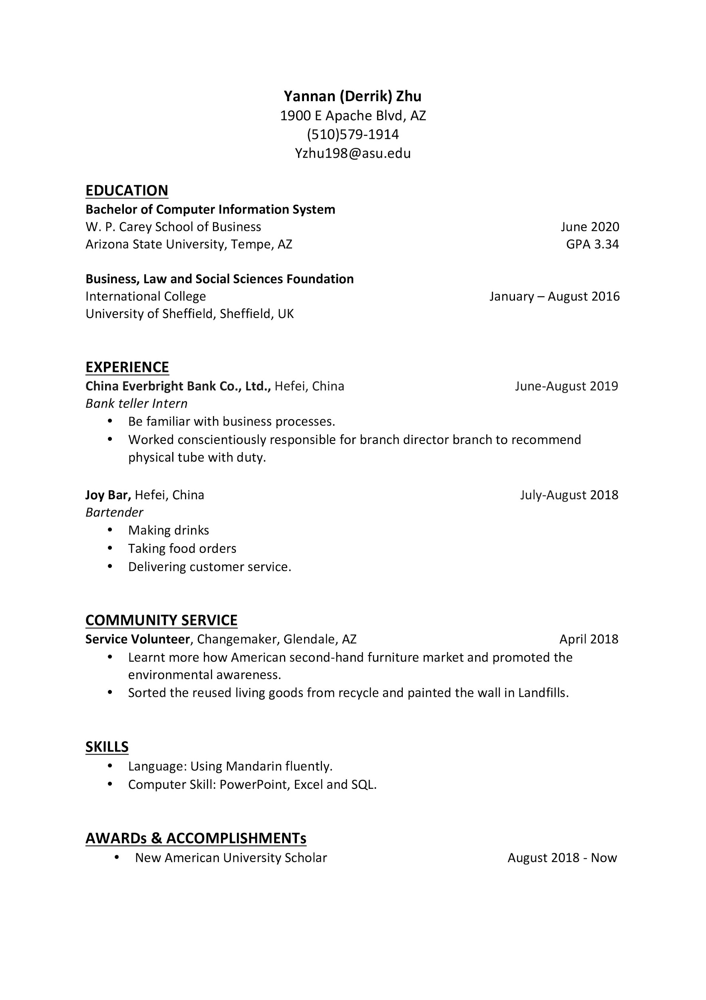 Yannan (Derrik) Zhu
1900 E Apache Blvd, AZ
(510)579-1914
Yzhu198@asu.edu
EDUCATION
Bachelor of Computer Information System
W. P. Carey School of Business June 2020
Arizona State University, Tempe, AZ GPA 3.34
Business, Law and Social Sciences Foundation
International College January – August 2016
University of Sheffield, Sheffield, UK
EXPERIENCE
China Everbright Bank Co., Ltd., Hefei, China June-August 2019
Bank teller Intern
• Be familiar with business processes.
• Worked conscientiously responsible for branch director branch to recommend
physical tube with duty.
Joy Bar, Hefei, China July-August 2018
Bartender
• Making drinks
• Taking food orders
• Delivering customer service.
COMMUNITY SERVICE
Service Volunteer, Changemaker, Glendale, AZ April 2018
• Learnt more how American second-hand furniture market and promoted the
environmental awareness.
• Sorted the reused living goods from recycle and painted the wall in Landfills.
SKILLS
• Language: Using Mandarin fluently.
• Computer Skill: PowerPoint, Excel and SQL.
AWARDs & ACCOMPLISHMENTs
• New American University Scholar August 2018 - Now